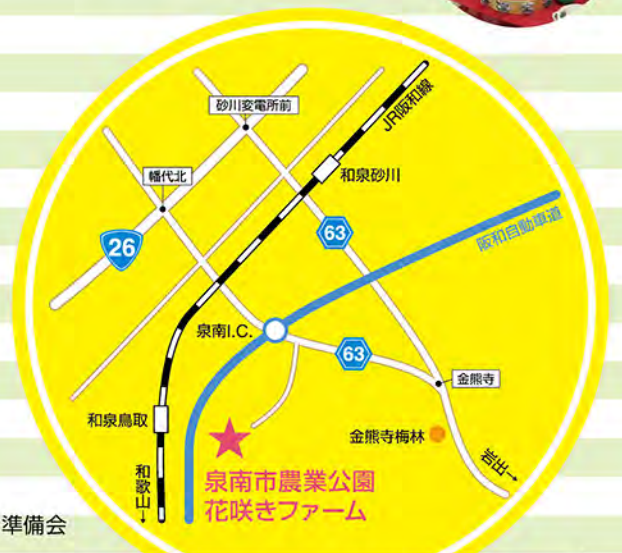 砂川変電所前
JR阪和線
幡代北
和泉砂川
26
63
阪和自動車道
泉南I.C.
63
金熊寺
和泉鳥取
金熊寺梅林
岩出→
和歌山→
泉南市農業公園
花咲きファーム
準備会